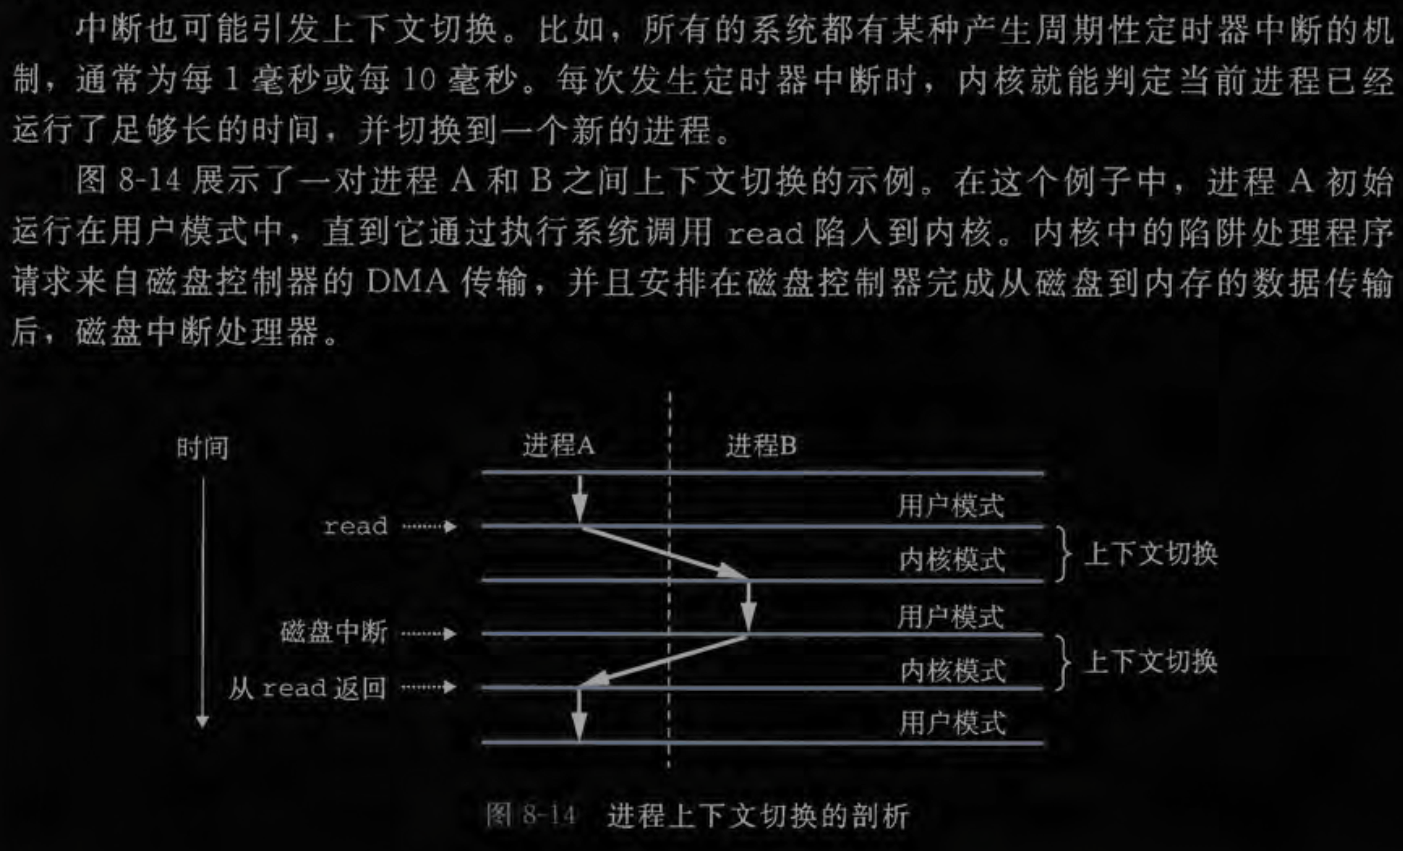 中断也可能引发上下文切换。比如，所有的系统都有某种产生周期性定时器中断的机
制，通常为每 1 毫秒或每 10 毫秒。每次发生定时器中断时，内核就能判定当前进程已经
运行了足够长的时间，并切换到一个新的进程。
图 8-14 展示了一对进程 A 和 B 之间上下文切换的示例。在这个例子中，进程 A 初始
运行在用户模式中，直到它通过执行系统调用 read 陷入到内核。内核中的陷阱处理程序
请求来自磁盘控制器的 DMA 传输，并且安排在磁盘控制器完成从磁盘到内存的数据传输
后，磁盘中断处理器。
时间 进程A 进程B
用户模式
read
内核模式 上下文切换
用户模式
磁盘中断
内核模式 上下文切换
从 read 返回
用户模式
图 8-14 进程上下文切换的剖析